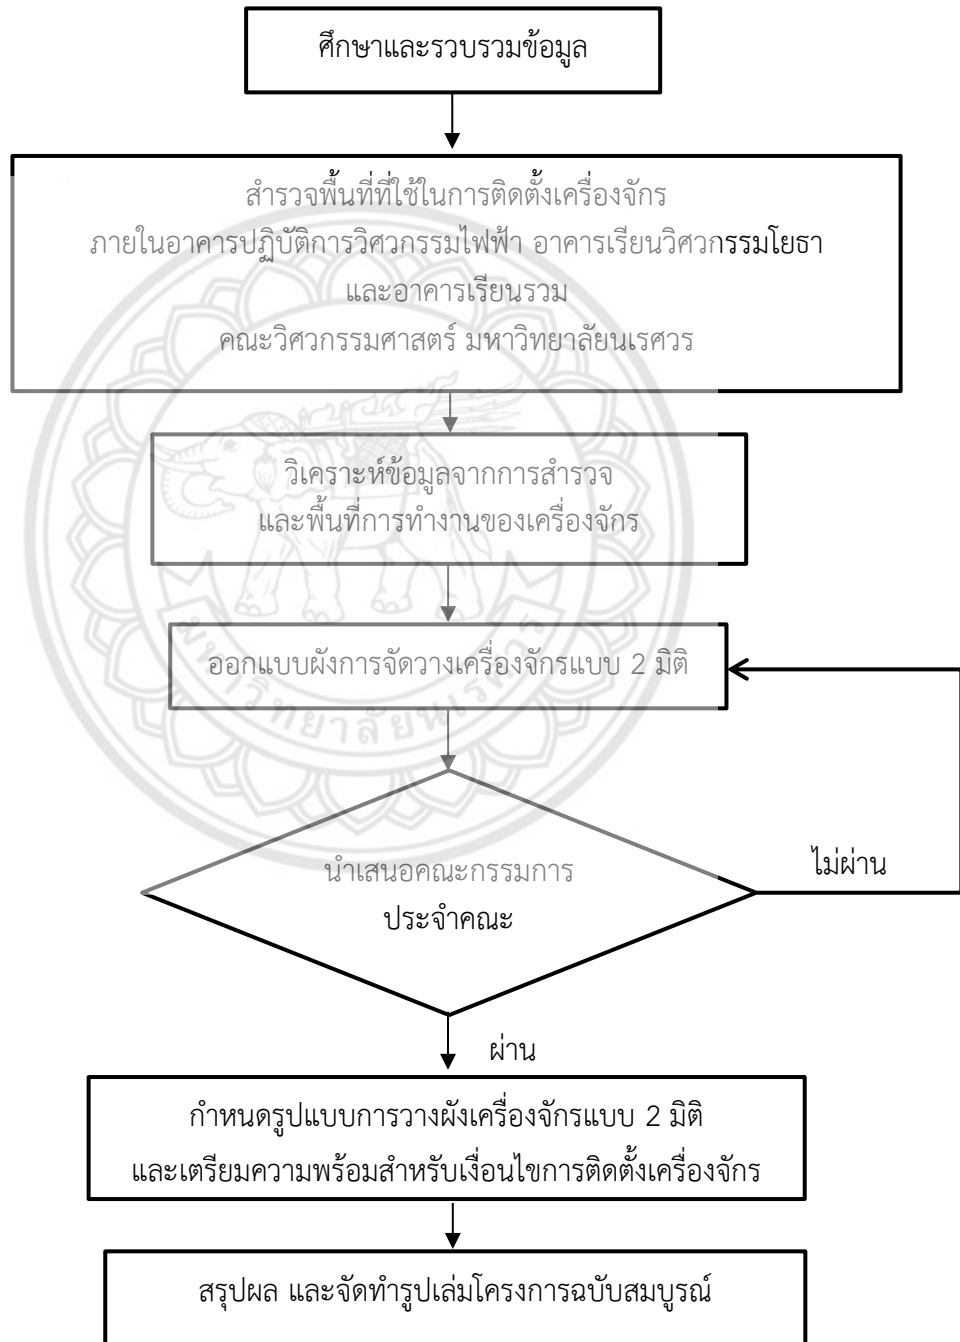 ศึกษาและรวบรวมข้อมูล
สำรวจพื้นที่ที่ใช้ในการติดตั้งเครื่องจักร
ภายในอาคารปฏิบัติการวิศวกรรมไฟฟ้า อาคารเรียนวิศวกรรมโยธา
และอาคารเรียนรวม
คณะวิศวกรรมศาสตร์ มหาวิทยาลัยนเรศวร
วิเคราะห์ข้อมูลจากการสำรวจ
และพื้นที่การทำงานของเครื่องจักร
ออกแบบผังการจัดวางเครื่องจักรแบบ 2 มิติ
มหาวิทยาลัยนเรศวร
นำเสนอคณะกรรมการ
ประจำคณะ
ไม่ผ่าน
ผ่าน
กำหนดรูปแบบการวางผังเครื่องจักรแบบ 2 มิติ
และเตรียมความพร้อมสำหรับเงื่อนไขการติดตั้งเครื่องจักร
สรุปผล และจัดทำรูปเล่มโครงการฉบับสมบูรณ์